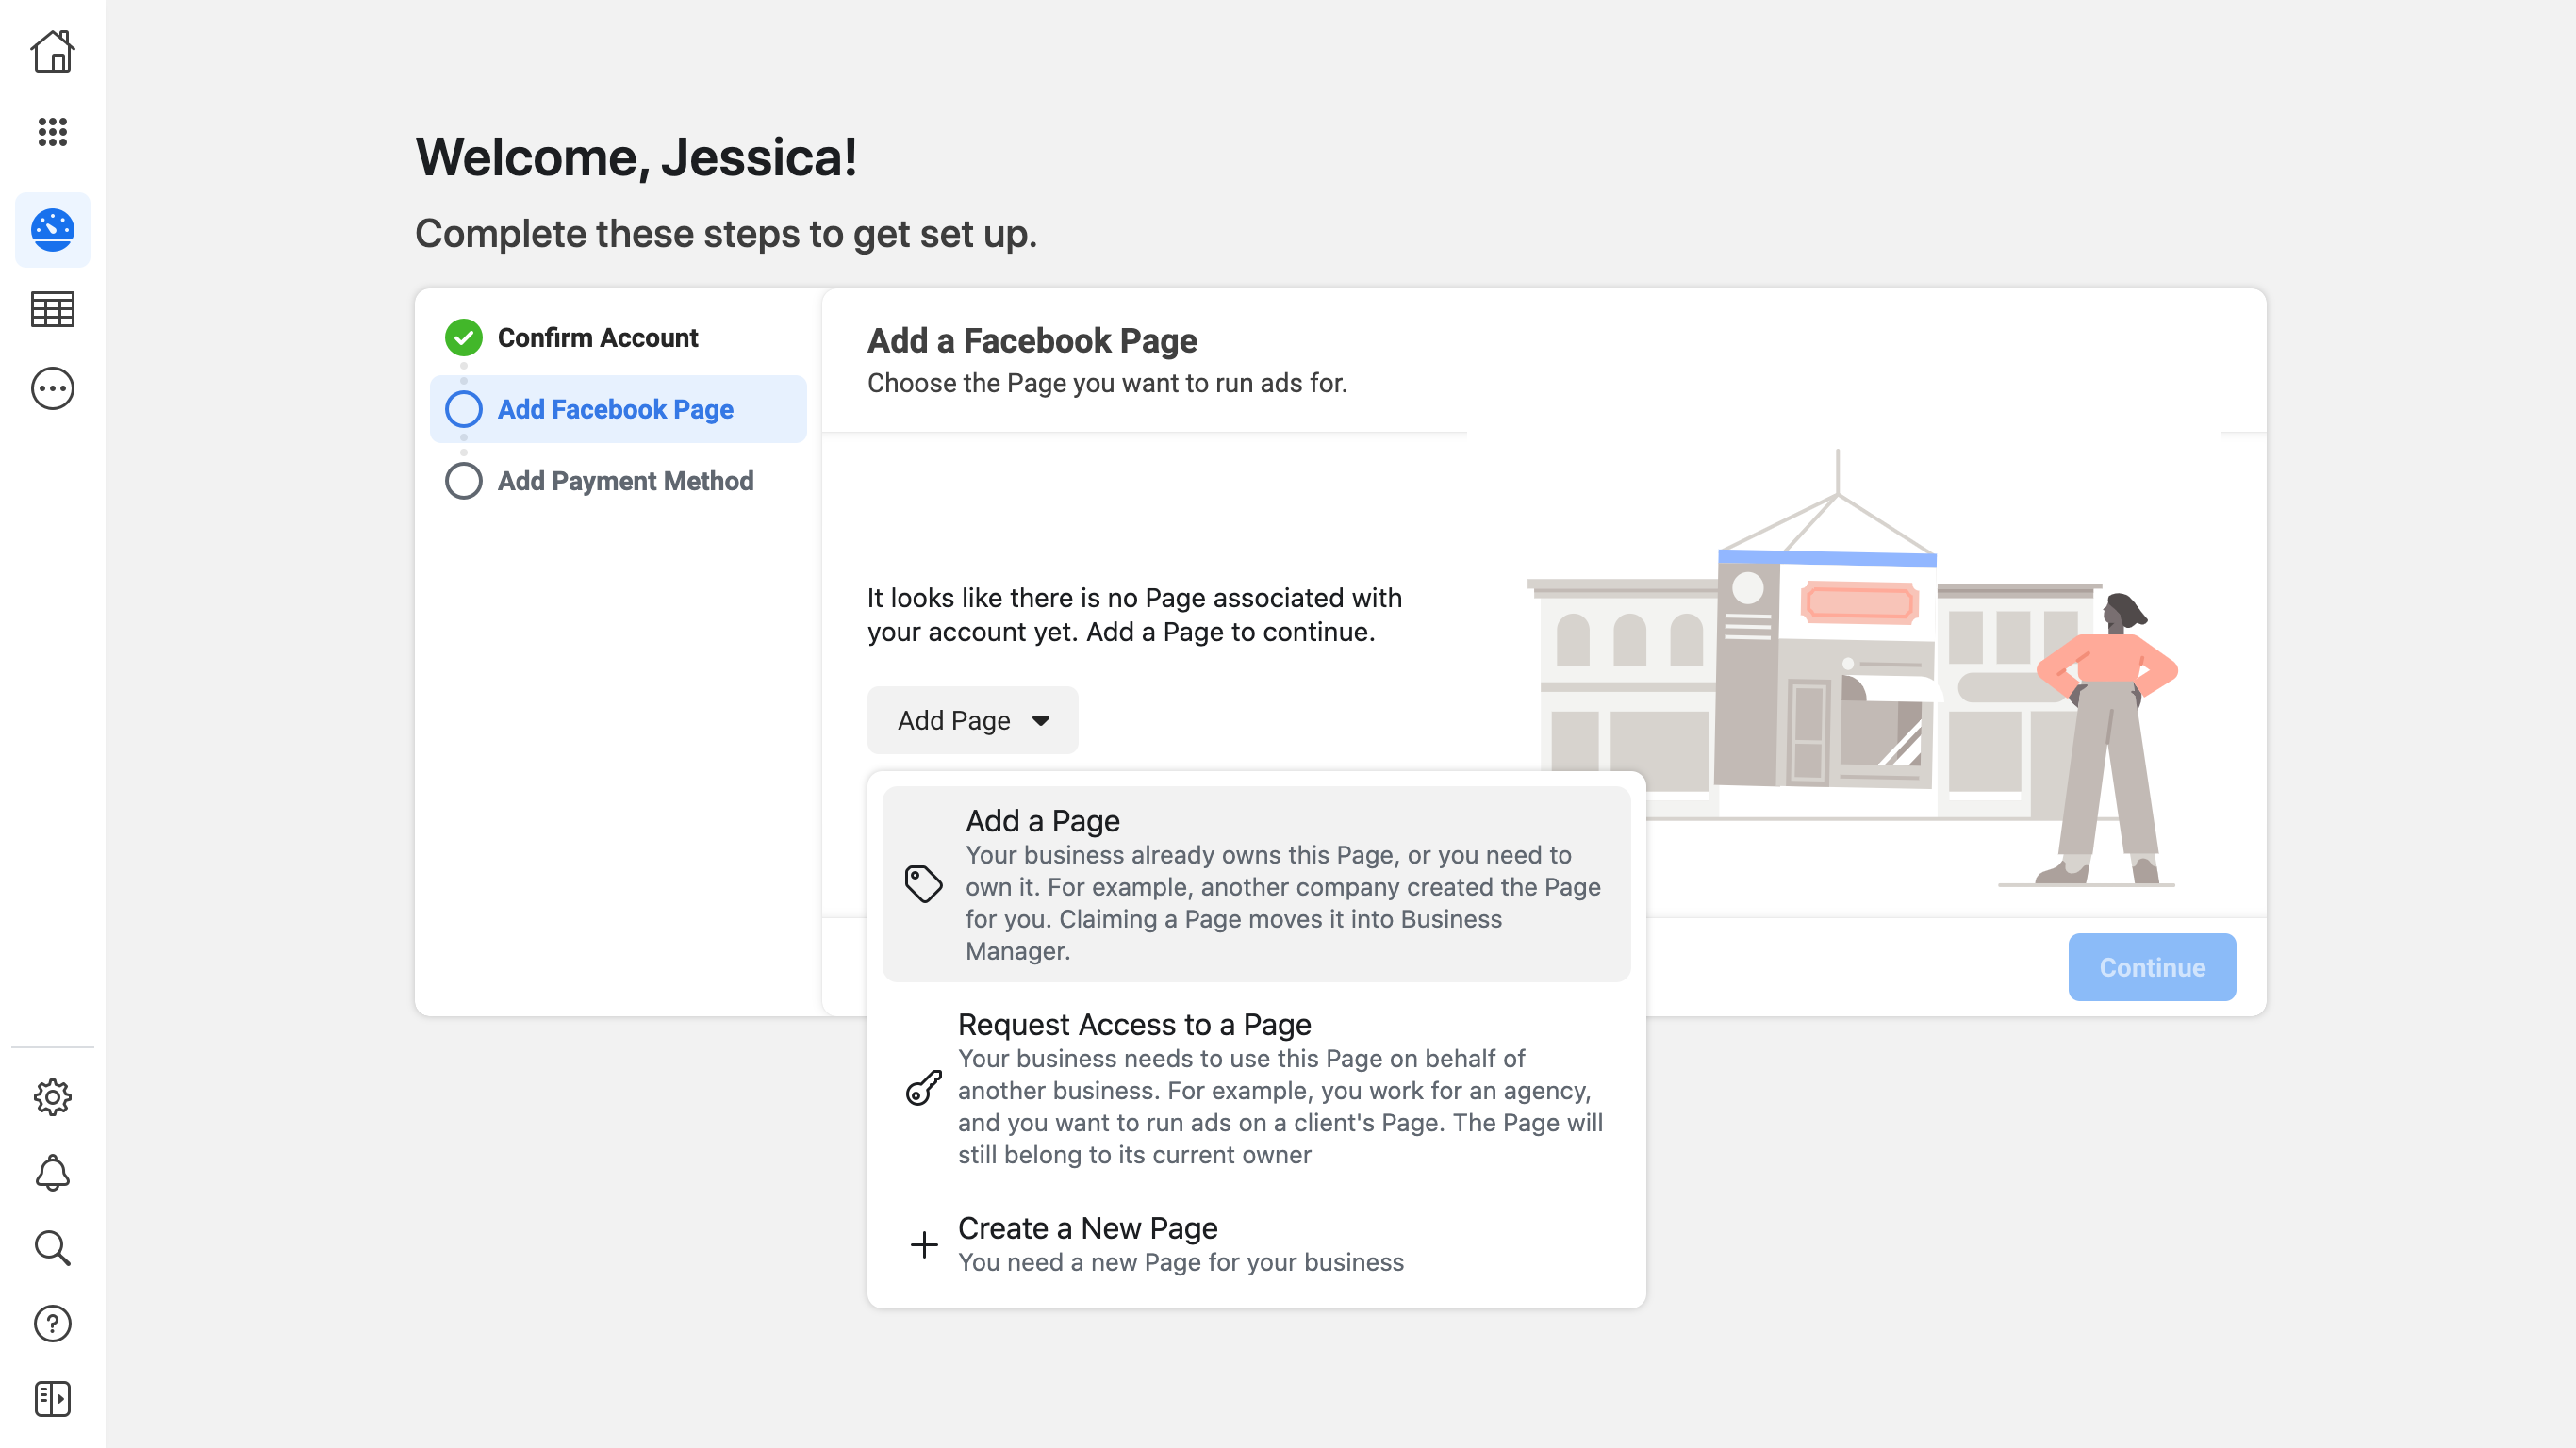 Welcome, Jessica!
Complete these steps to get set up.
Confirm Account
Add Facebook Page
Add Payment Method
Add a Facebook Page
Choose the Page you want to run ads for.
It looks like there is no Page associated with
your account yet. Add a Page to continue.
Add Page
Add a Page
Your business already owns this Page, or you need to
own it. For example, another company created the Page
for you. Claiming a Page moves it into Business
Manager.
Request Access to a Page
Your business needs to use this Page on behalf of
another business. For example, you work for an agency,
and you want to run ads on a client's Page. The Page will
still belong to its current owner
Create a New Page
You need a new Page for your business
Continue